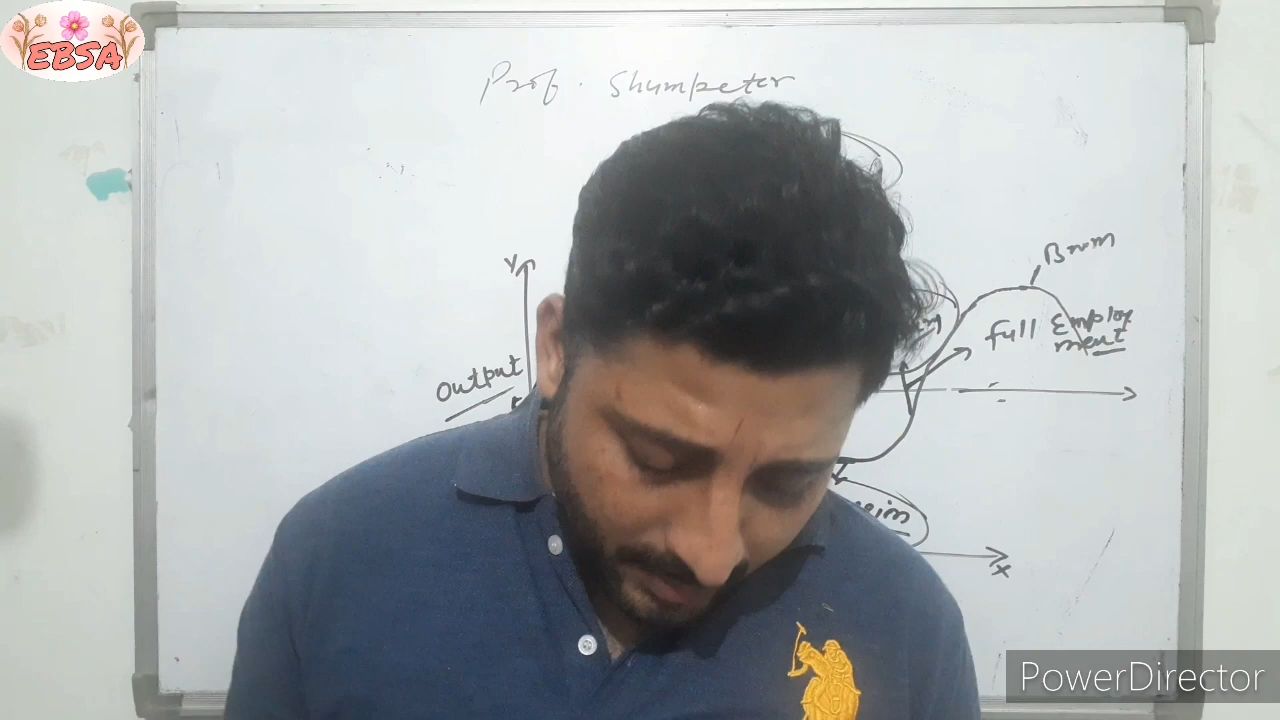 EBSA
Prof. Shumpeter
Y
Boom
Full Employ
ment
Output
X
PowerDirector